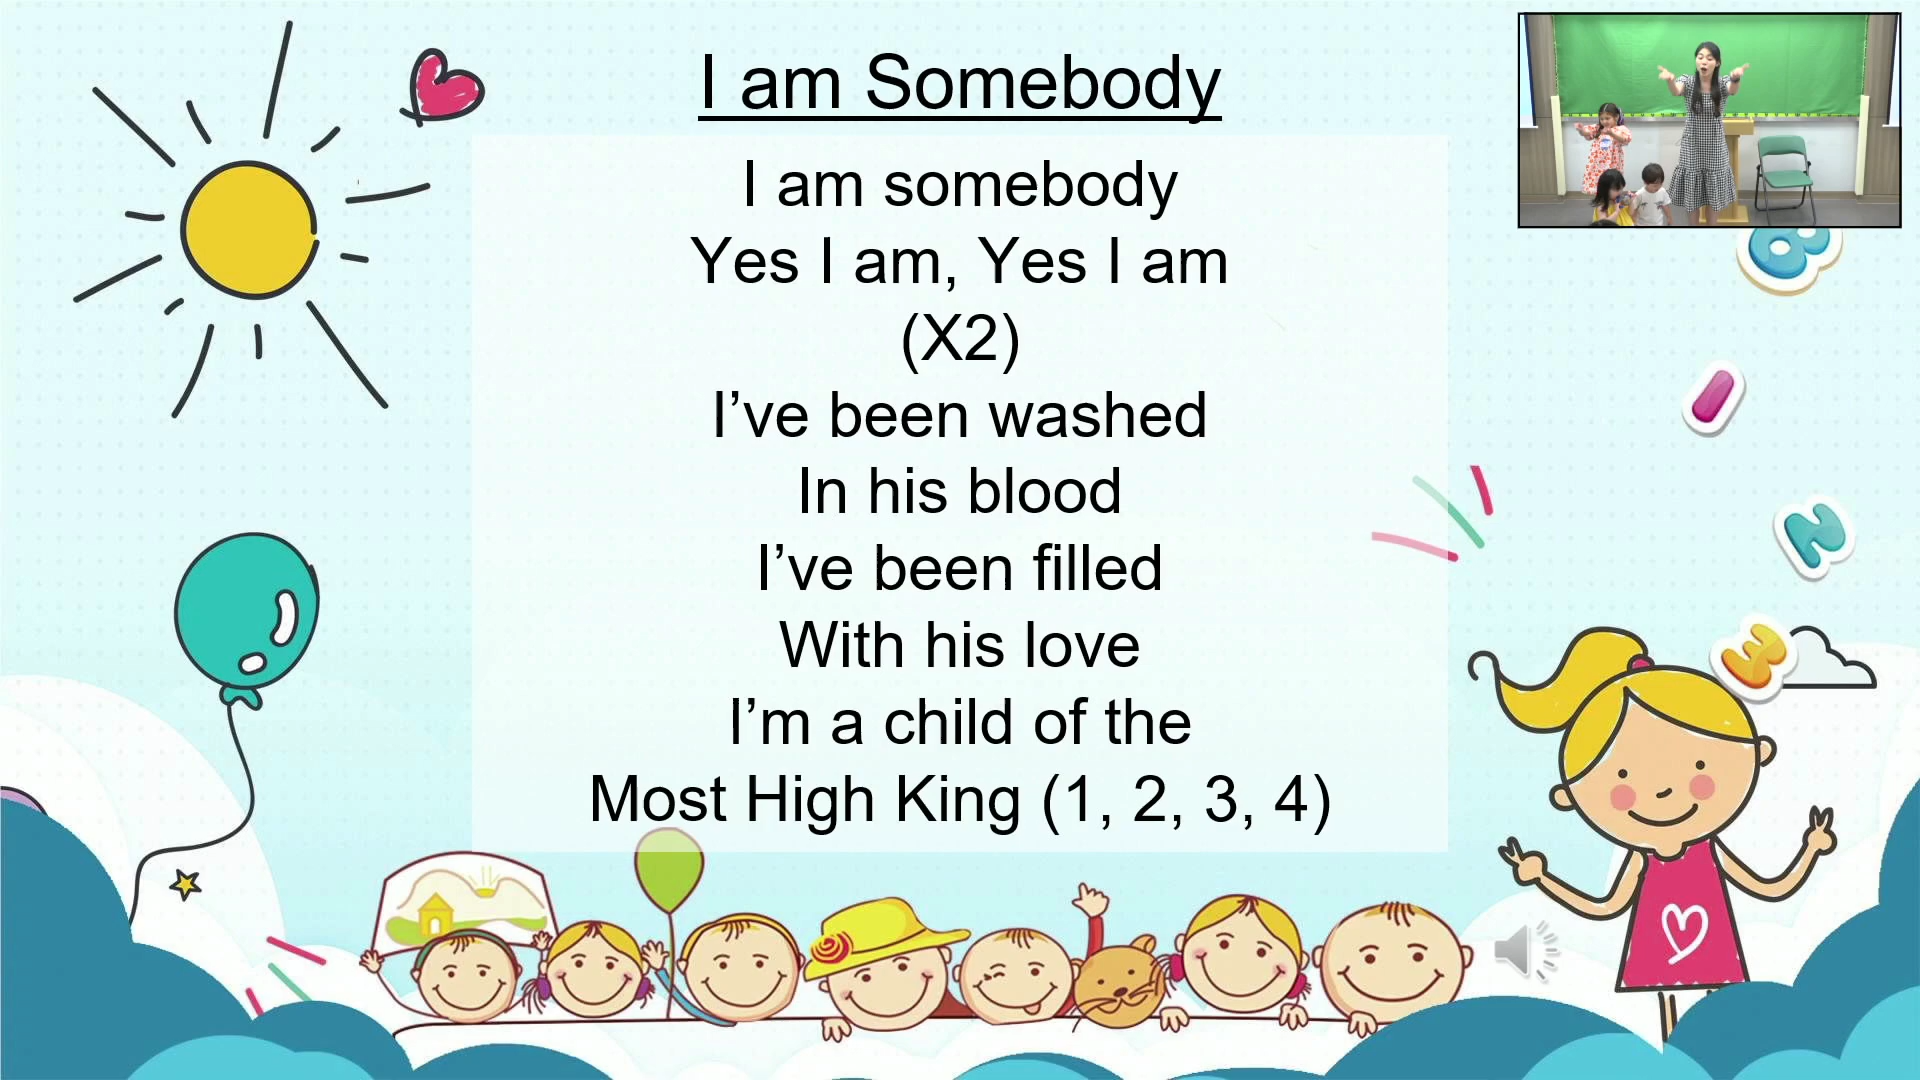 I am Somebody
I am somebody
Yes I am, Yes I am
(X2)
I’ve been washed
In his blood
I’ve been filled
With his love
I’m a child of the
Most High King (1, 2, 3, 4)